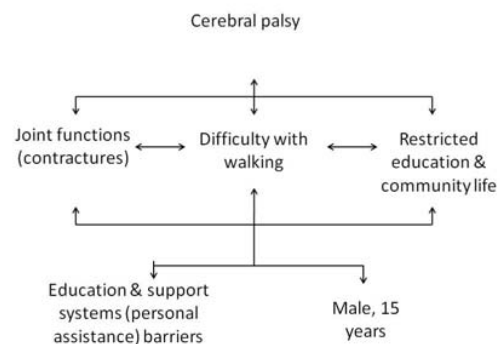 Cerebral palsy
Joint functions
(contractures)
Difficulty with
walking
Restricted
education &
community life
Education & support
systems (personal
assistance) barriers
Male, 15
years